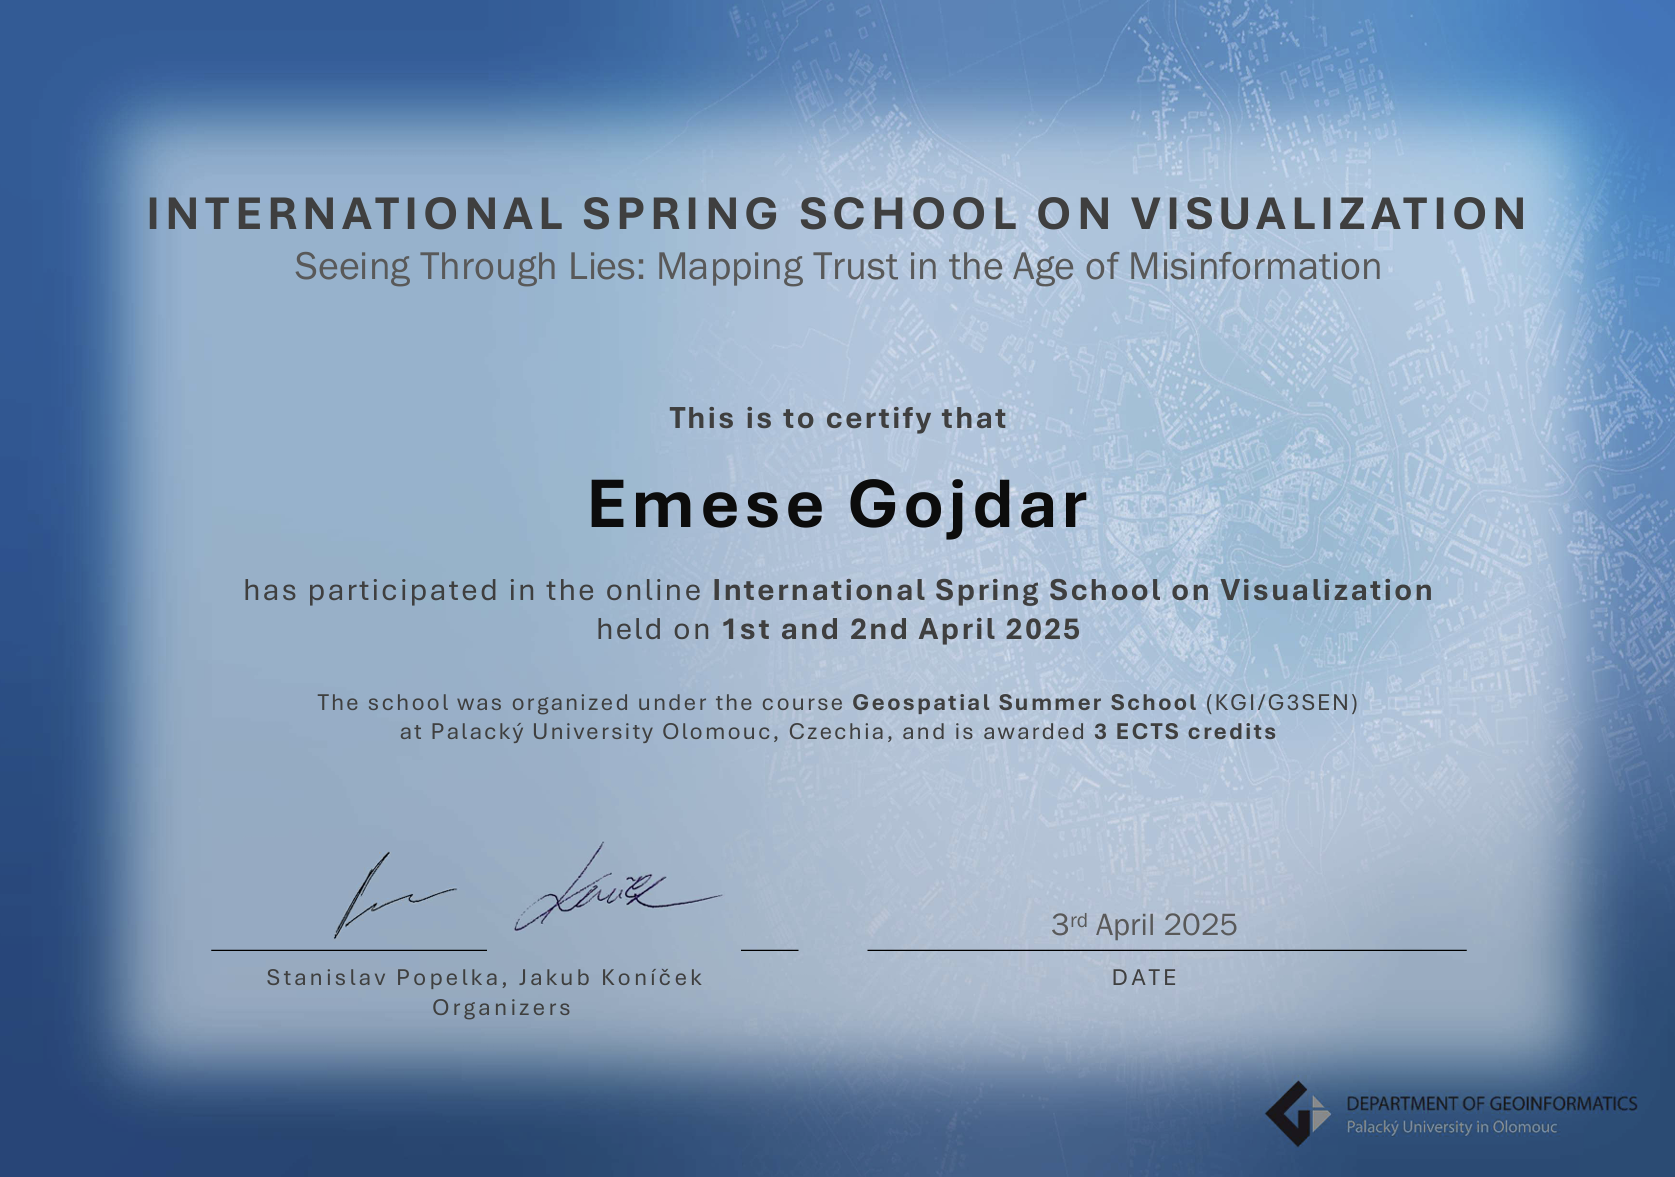 INTERNATIONAL SPRING SCHOOL ON VISUALIZATION
Seeing Through Lies: Mapping Trust in the Age of Misinformation
This is to certify that
Emese Gojdar
has participated in the online International Spring School on Visualization
held on 1st and 2nd April 2025
The school was organized under the course Geospatial Summer School (KGI/G3SEN)
at Palacký University Olomouc, Czechia, and is awarded 3 ECTS credits
3rd April 2025
Stanislav Popelka, Jakub Koníček
Organizers
DATE
DEPARTMENT OF GEOINFORMATICS
Palacký University in Olomouc